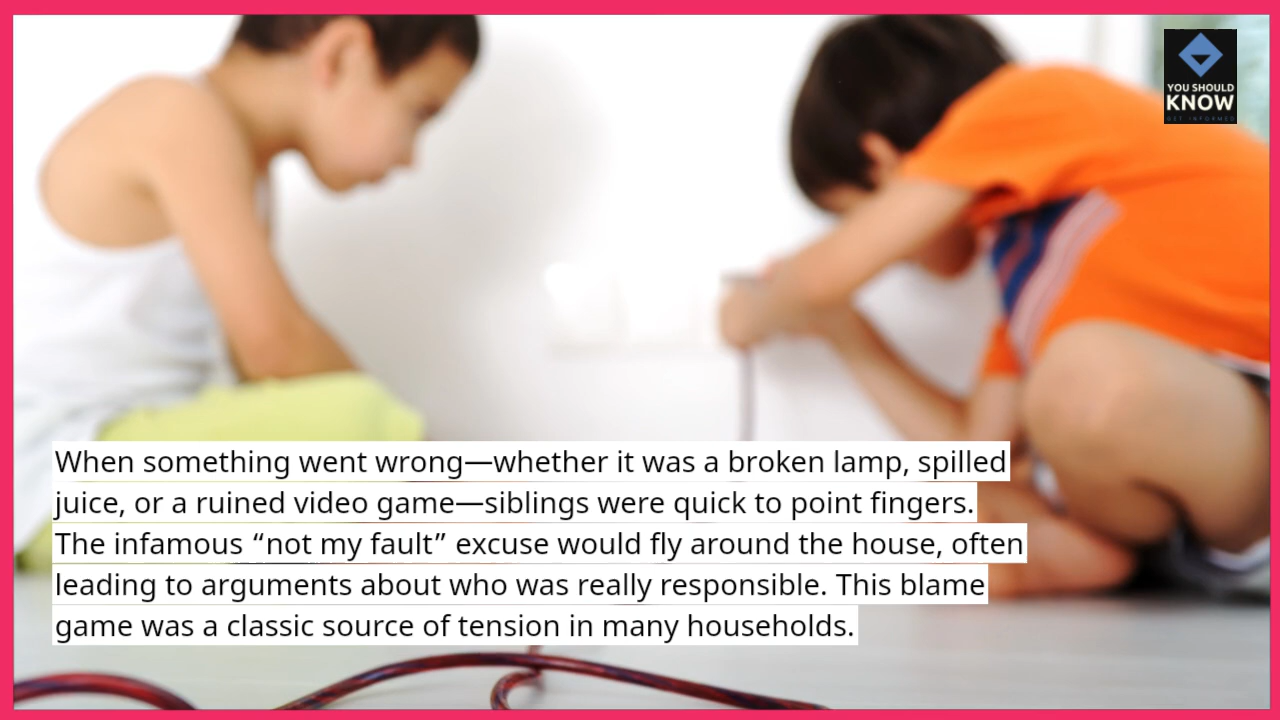 YOU SHOULD
KNOW
GET INFORMED
When something went wrong—whether it was a broken lamp, spilled
juice, or a ruined video game—siblings were quick to point fingers.
The infamous “not my fault” excuse would fly around the house, often
leading to arguments about who was really responsible. This blame
game was a classic source of tension in many households.